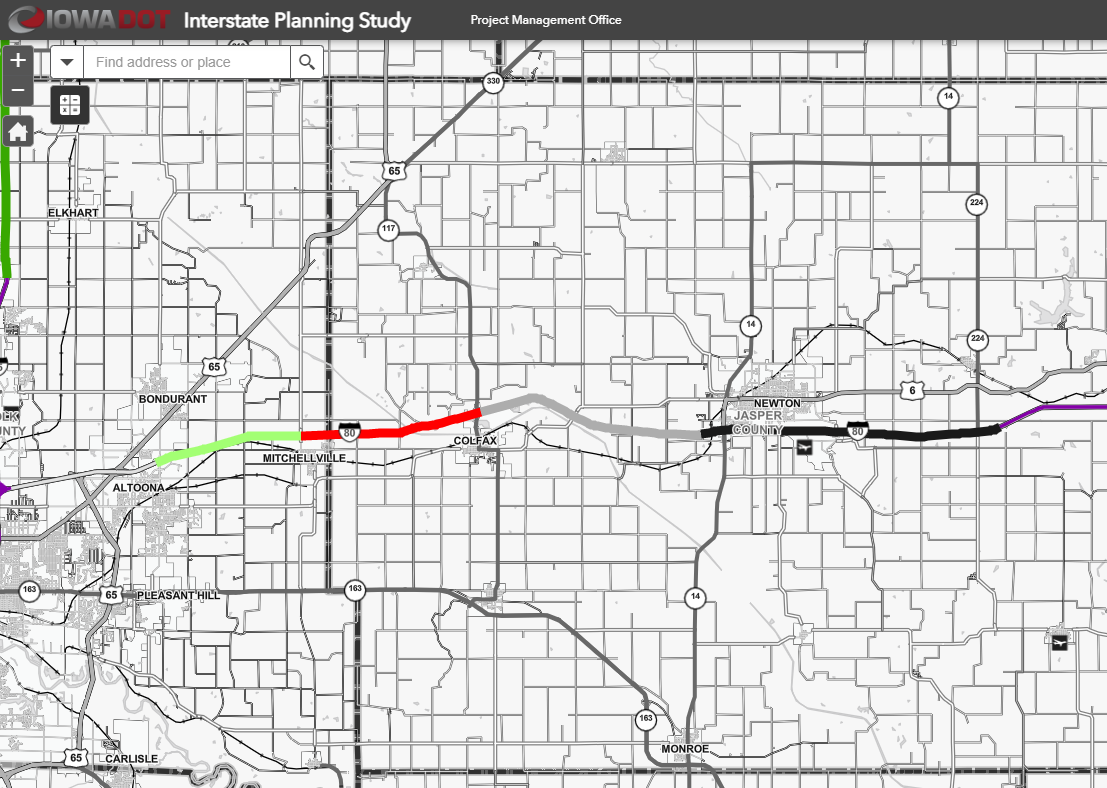 IOWADOT Interstate Planning Study Project Management Office
+
Find address or place
−
330
14
65
224
ELKHART
117
14
224
65
6
BONDURANT
NEWTON
JASPER
COUNTY
80
80
COLFAX
MITCHELLVILLE
ALTOONA
163
65
PLEASANT HILL
163
14
163
MONROE
65
CARLISLE